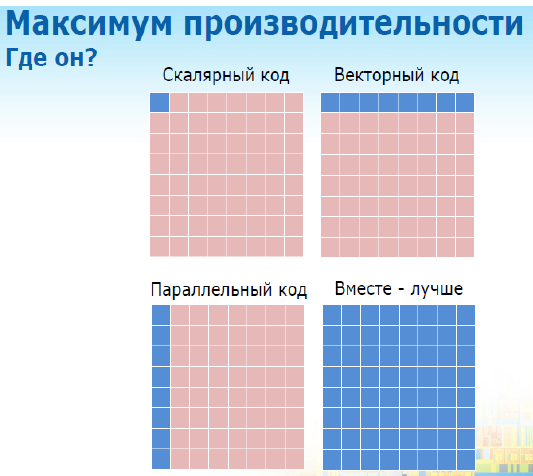 Максимум производительности
Где он?
Скалярный код
Векторный код
Параллельный код
Вместе - лучше